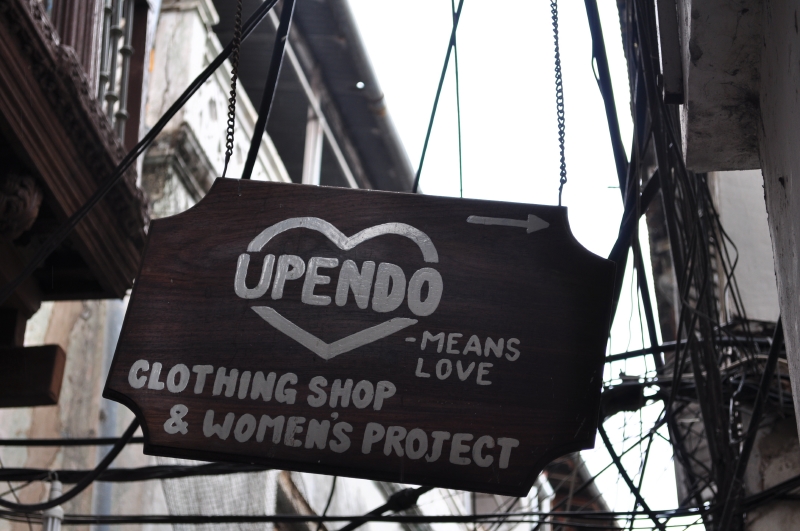 UPENDO
-MEANS
LOVE
CLOTHING SHOP
& WOMEN'S PROJECT